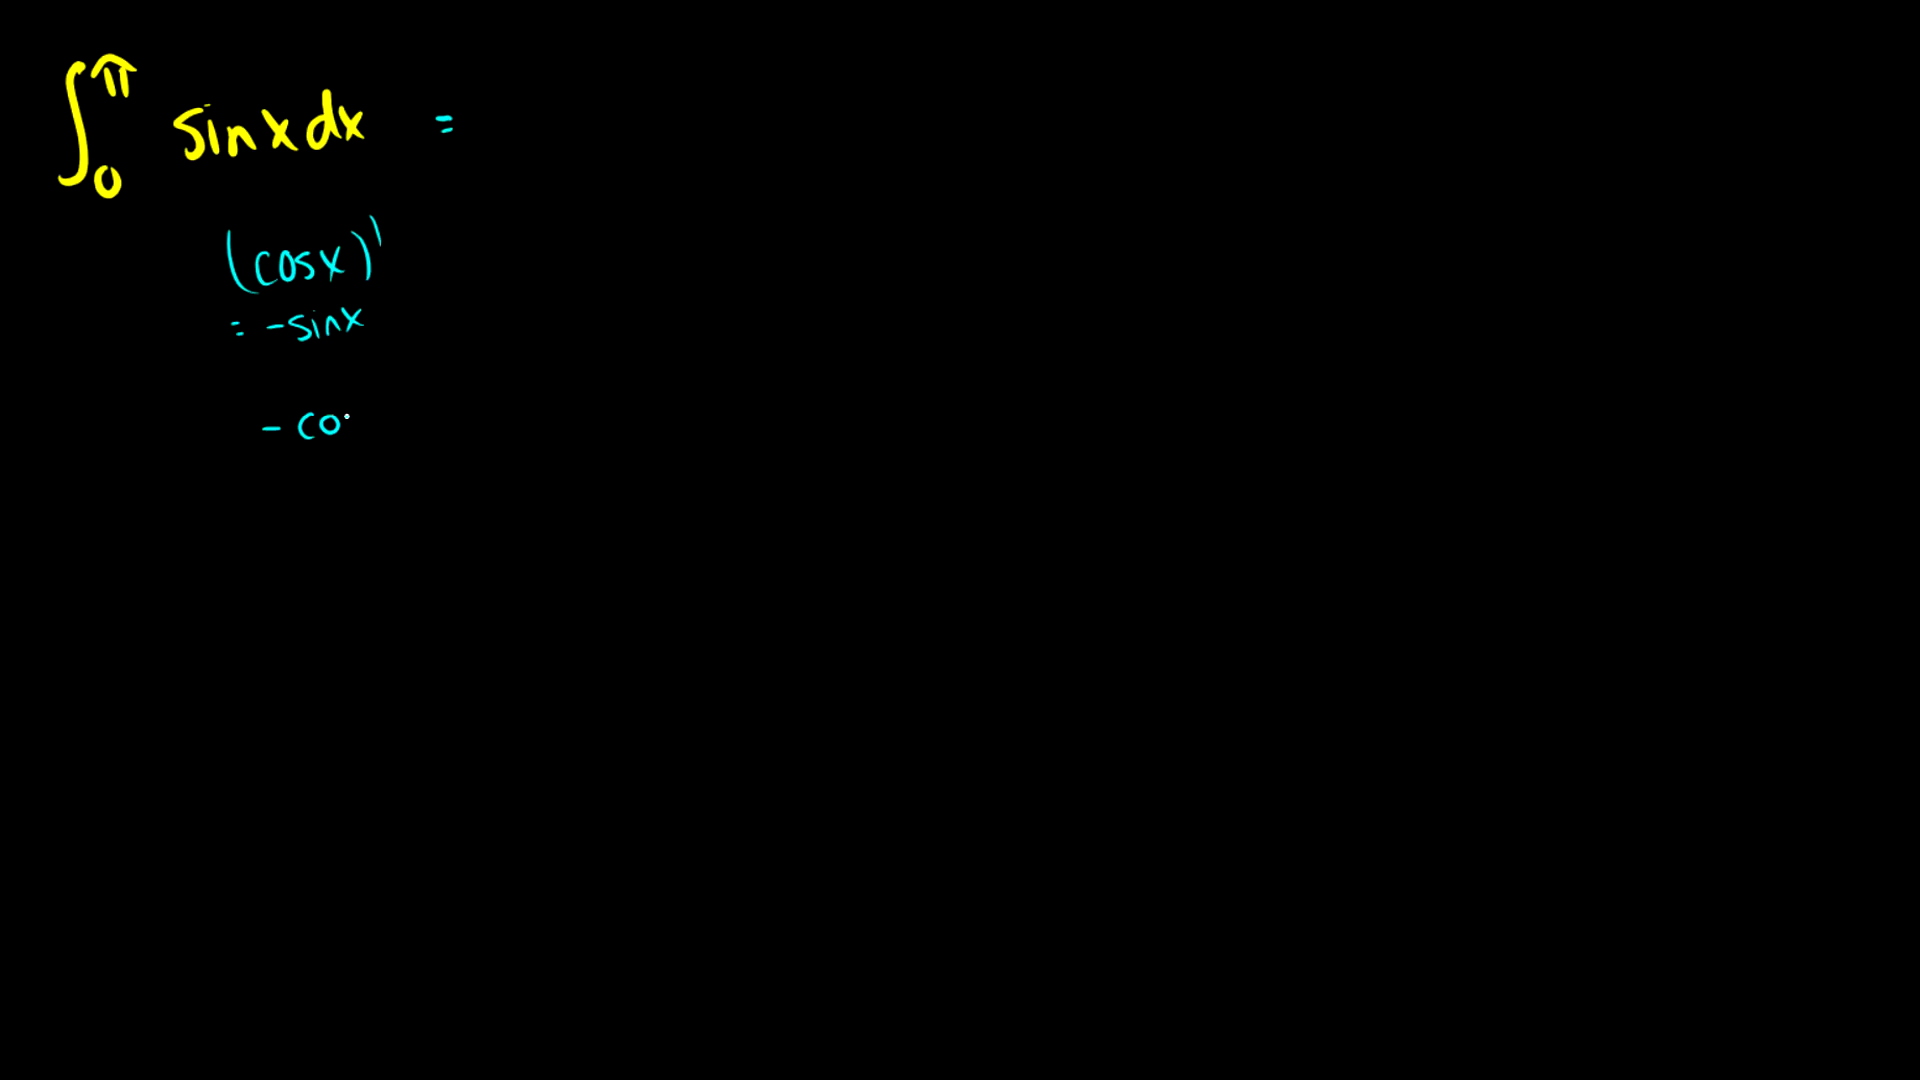 ∫₀^π sin x dx =
(cos x)'
= - sin x
- co